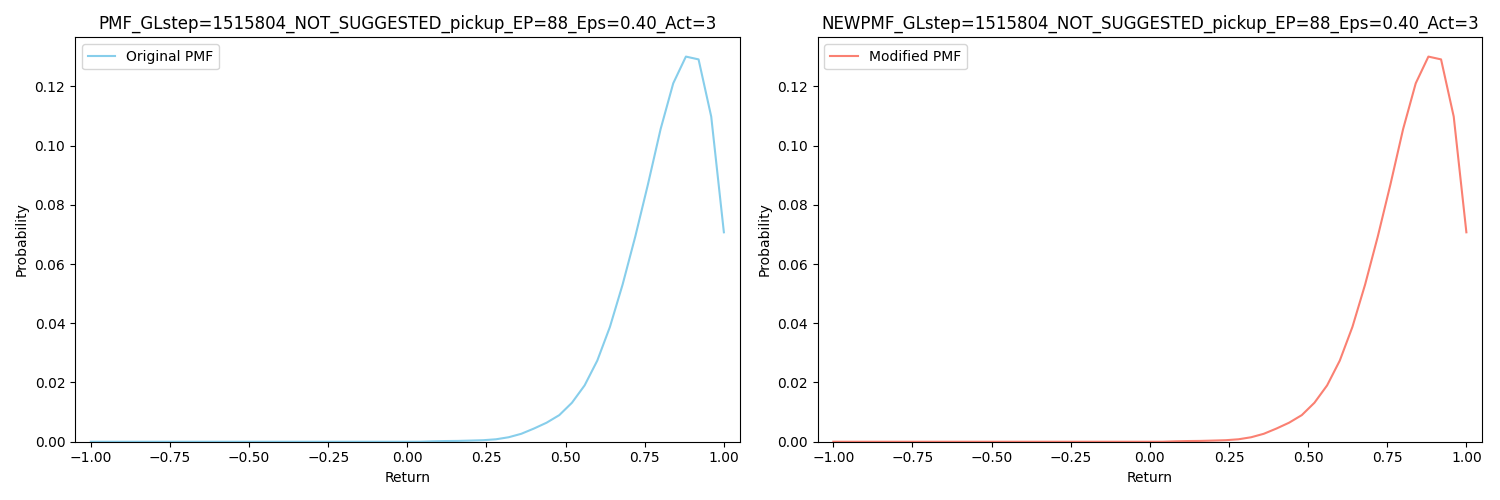 PMF_GLstep=1515804_NOT_SUGGESTED_pickup_EP=88_Eps=0.40_Act=3
Original PMF
0.12
0.10
0.08
0.06
0.04
0.02
0.00
Probability
−1.00 −0.75 −0.50 −0.25 0.00 0.25 0.50 0.75 1.00
Return
NEWPMF_GLstep=1515804_NOT_SUGGESTED_pickup_EP=88_Eps=0.40_Act=3
Modified PMF
0.12
0.10
0.08
0.06
0.04
0.02
0.00
Probability
−1.00 −0.75 −0.50 −0.25 0.00 0.25 0.50 0.75 1.00
Return